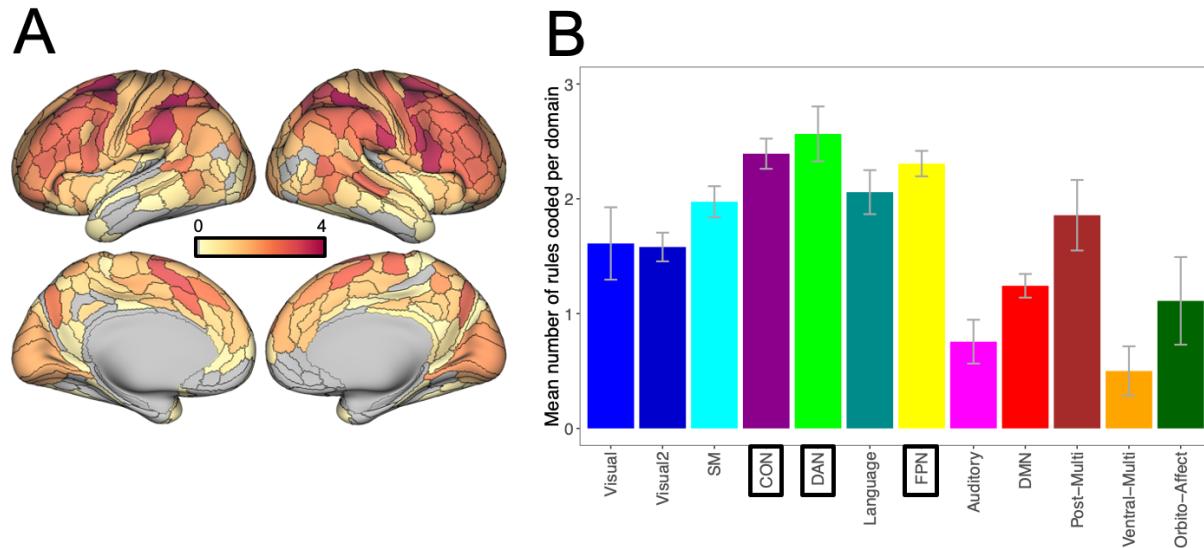 A
B
0
4
Mean number of rules coded per domain
3
2
1
0
Visual
Visual2
SM
CON
DAN
Language
FPN
Auditory
DMN
Post−Multi
Ventral−Multi
Orbito−Affect